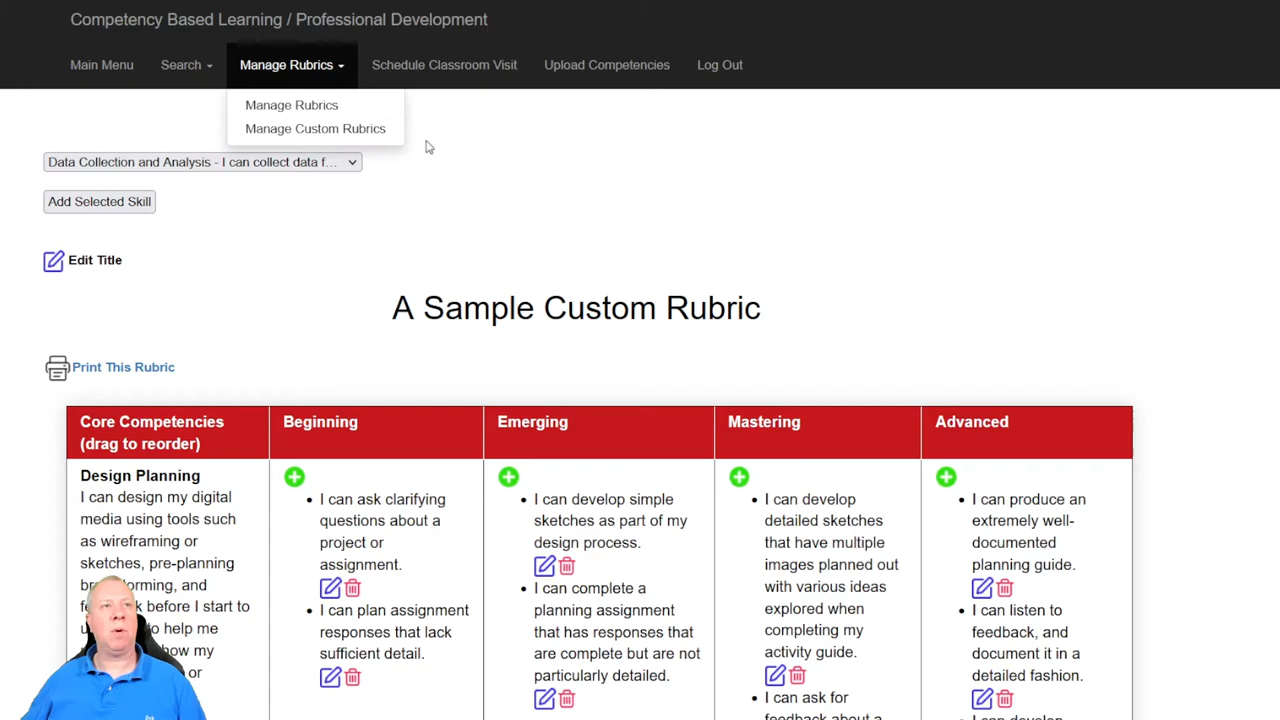 Competency Based Learning / Professional Development
Main Menu Search Manage Rubrics Schedule Classroom Visit Upload Competencies Log Out
Manage Rubrics
Manage Custom Rubrics
Data Collection and Analysis - I can collect data f...
Add Selected Skill
Edit Title
A Sample Custom Rubric
Print This Rubric
Core Competencies
(drag to reorder)
Beginning
Emerging
Mastering
Advanced
Design Planning
I can design my digital
media using tools such
as wireframing or
sketches, pre-planning
before I start to
to help me
my
or
I can ask clarifying
questions about a
project or
assignment.
I can plan assignment
responses that lack
sufficient detail.
I can develop simple
sketches as part of my
design process.
I can complete a
planning assignment
that has responses that
are complete but are not
particularly detailed.
I can develop
detailed sketches
that have multiple
images planned out
with various ideas
explored when
completing my
activity guide.
I can ask for
feedback about a
I can produce an
extremely well-
documented
planning guide.
I can listen to
feedback, and
document it in a
detailed fashion.
I can develop